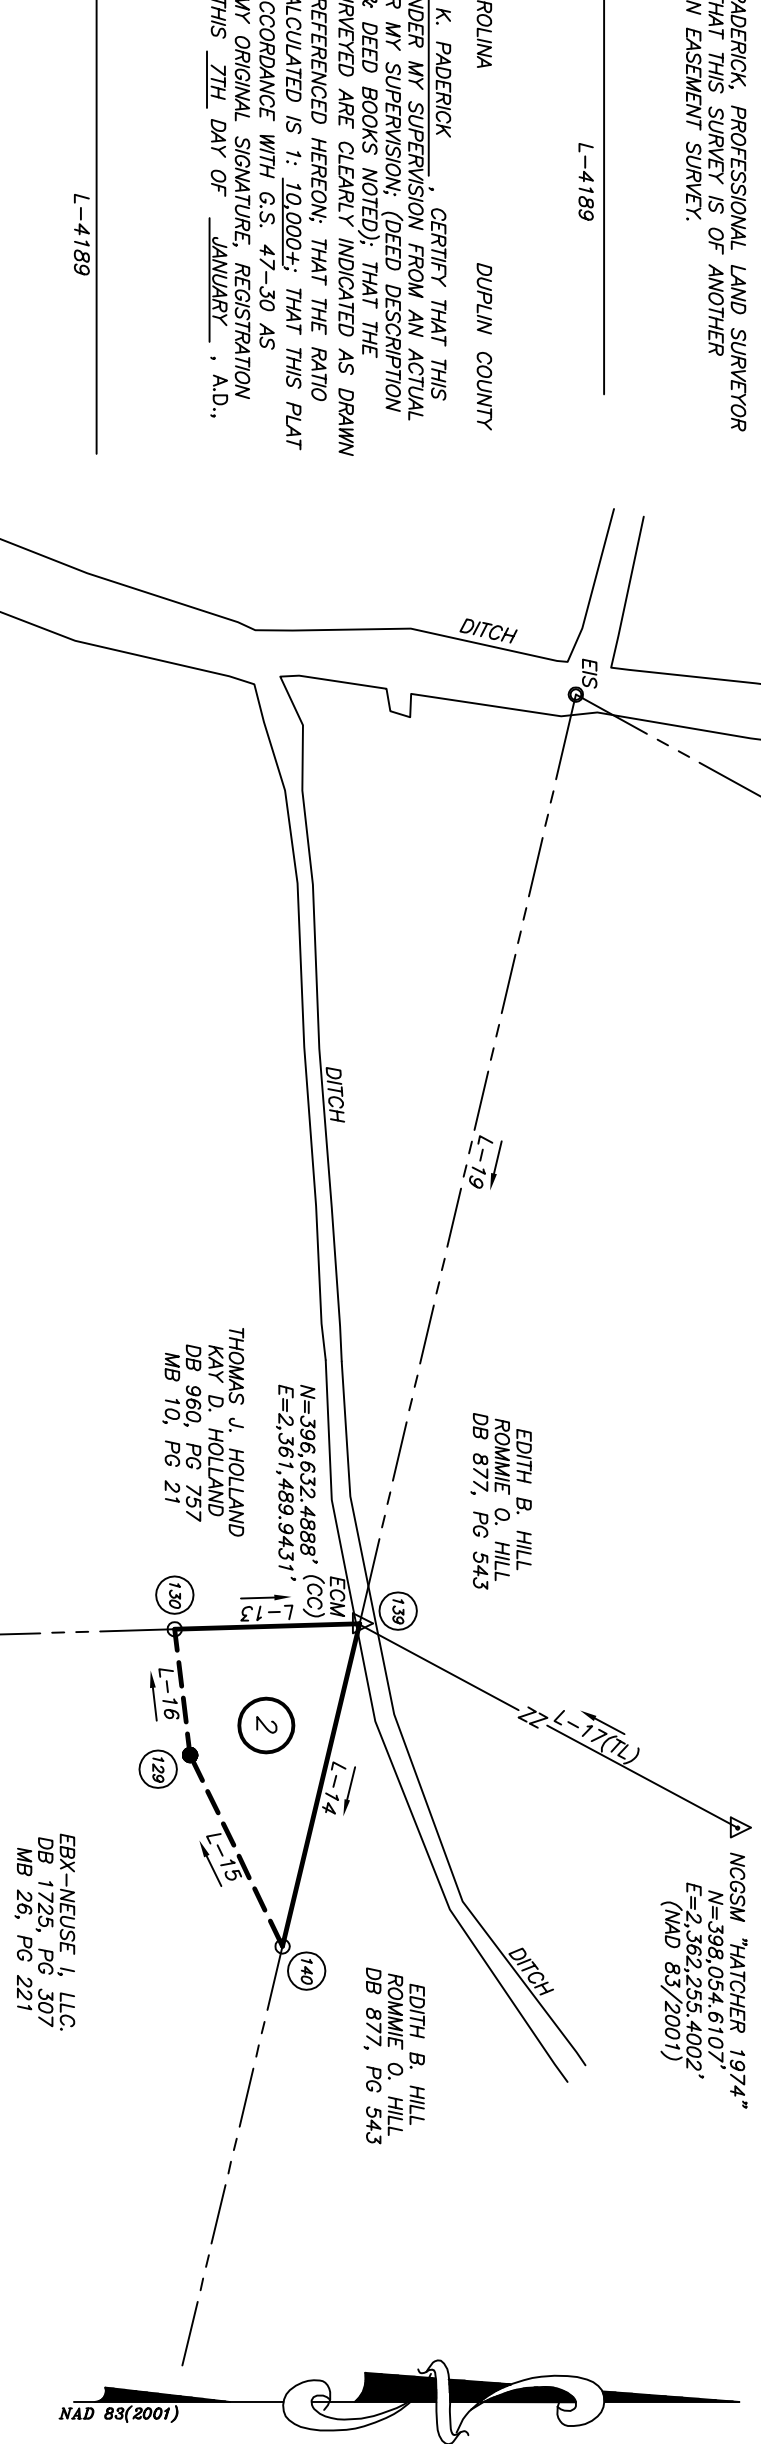 PADERICK, PROFESSIONAL LAND SURVEYOR
HAT THIS SURVEY IS OF ANOTHER
N EASEMENT SURVEY.
L-4189
ROLINA DUPLIN COUNTY
K. PADERICK , CERTIFY THAT THIS
NDER MY SUPERVISION FROM AN ACTUAL
R MY SUPERVISION; (DEED DESCRIPTION
& DEED BOOKS NOTED); THAT THE
URVEYED ARE CLEARLY INDICATED AS DRAWN
REFERENCED HEREON; THAT THE RATIO
ALCULATED IS 1: 10,000+; THAT THIS PLAT
CCORDANCE WITH G.S. 47-30 AS
MY ORIGINAL SIGNATURE, REGISTRATION
THIS 7TH DAY OF JANUARY , A.D.,
L-4189
DITCH
EIS
DITCH
L-19
EDITH B. HILL
ROMMIE O. HILL
DB 877, PG 543
THOMAS J. HOLLAND
KAY D. HOLLAND
DB 960, PG 757
MB 10, PG 21
N=396,632.4888'
E=2,361,489.9431'
(CC)
ECM
139
L-13
130
L-16
2
129
L-14
L-15
140
L-17(TL)
ZZ
NCGSM "HATCHER 1974"
N=398,054.6107'
E=2,362,255.4002'
(NAD 83/2001)
DITCH
EDITH B. HILL
ROMMIE O. HILL
DB 877, PG 543
EBX-NEUSE I, LLC.
DB 1725, PG 307
MB 26, PG 221
N
NAD 83(2001)